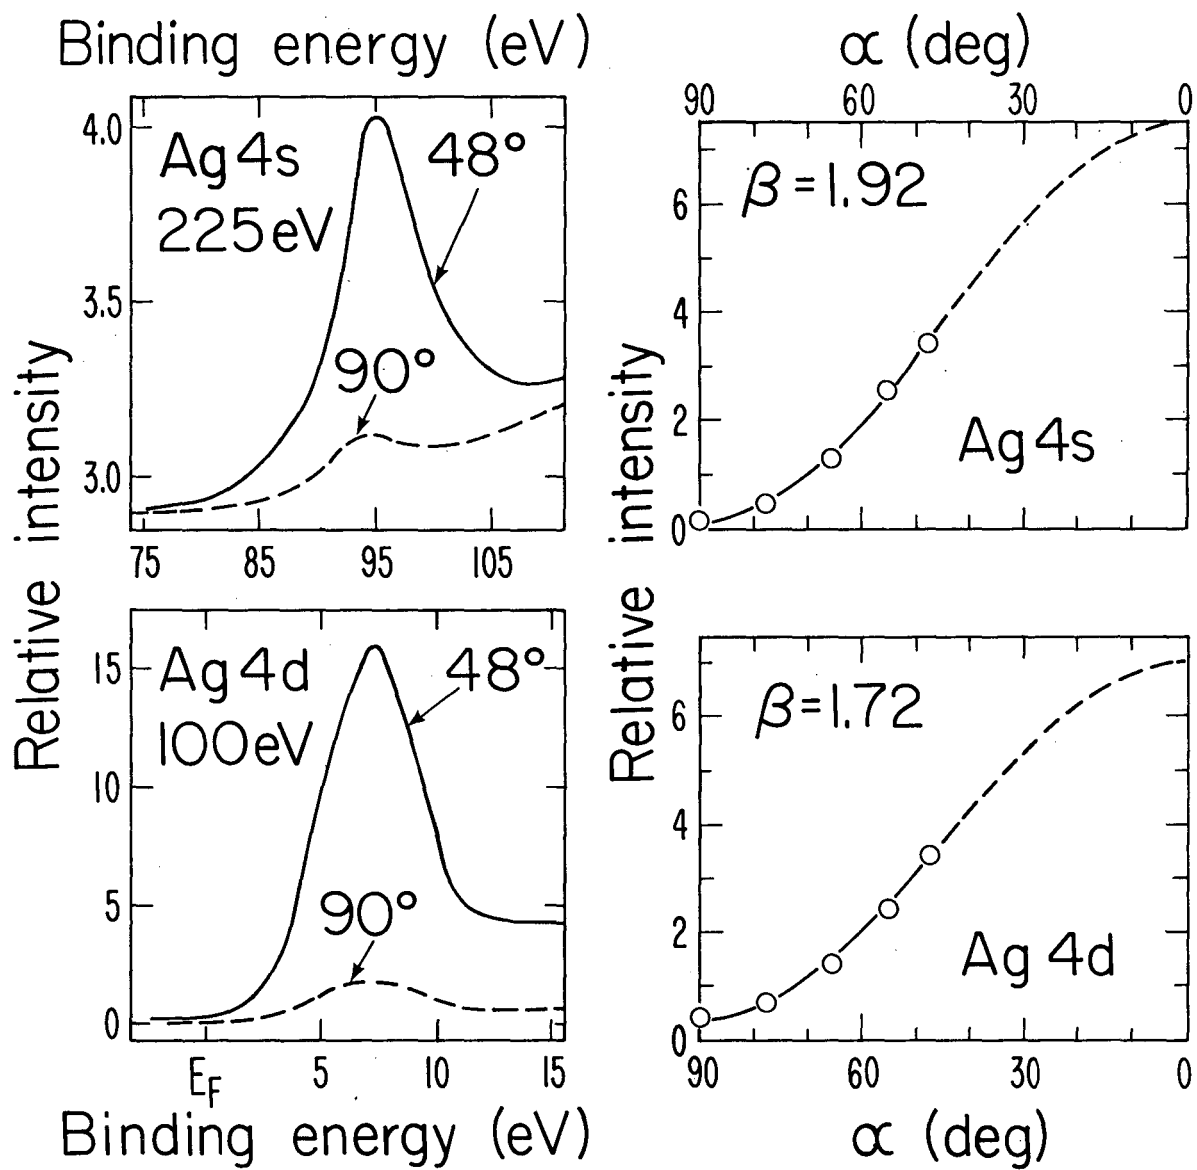 Binding energy (eV)
4.0
3.5
3.0
Ag 4s
225 eV
48°
90°
75 85 95 105
Relative intensity
15
10
5
0
Ag 4d
100 eV
48°
90°
E_F 5 10 15
Binding energy (eV)
α (deg)
90 60 30 0
6
4
2
0
β = 1.92
Ag 4s
Relative intensity
6
4
2
0
β = 1.72
Ag 4d
90 60 30 0
α (deg)